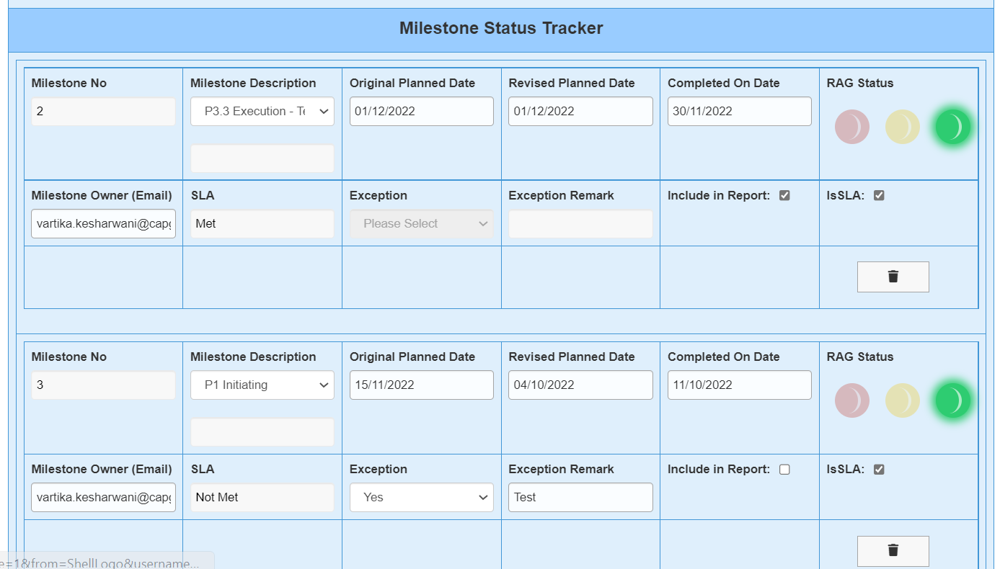 Milestone Status Tracker
Milestone No Milestone Description Original Planned Date Revised Planned Date Completed On Date RAG Status
2 P3.3 Execution - Te 01/12/2022 01/12/2022 30/11/2022
Milestone Owner (Email) SLA Exception Exception Remark Include in Report: IsSLA:
vartika.kesharwani@capg Met Please Select
Milestone No Milestone Description Original Planned Date Revised Planned Date Completed On Date RAG Status
3 P1 Initiating 15/11/2022 04/10/2022 11/10/2022
Milestone Owner (Email) SLA Exception Exception Remark Include in Report: IsSLA:
vartika.kesharwani@capg Not Met Yes Test
e=1&from=ShellLogo&username...